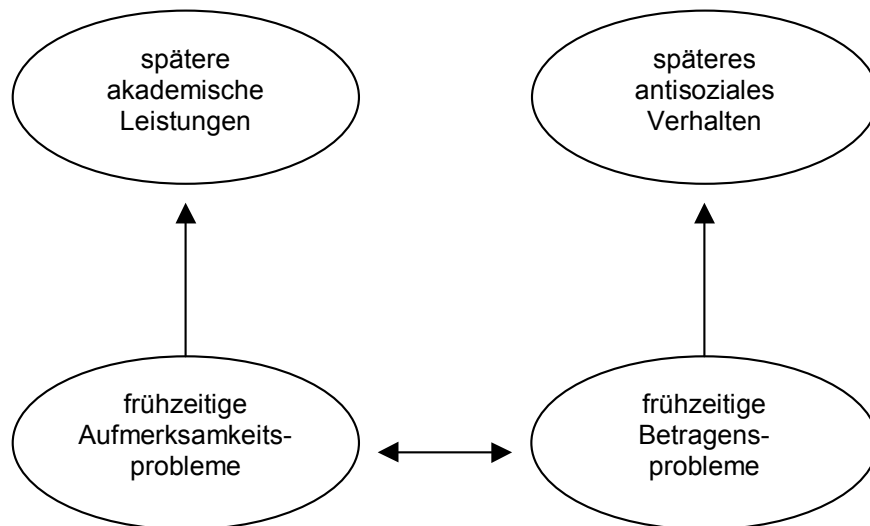 spätere
akademische
Leistungen
späteres
antisoziales
Verhalten
frühzeitige
Aufmerksamkeits-
probleme
frühzeitige
Betragens-
probleme